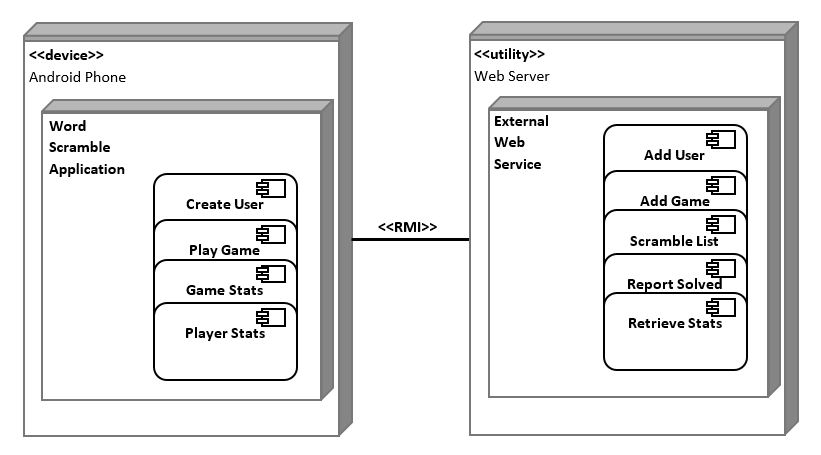 <<device>>
Android Phone
Word
Scramble
Application
Create User
Play Game
Game Stats
Player Stats
<<RMI>>
<<utility>>
Web Server
External
Web
Service
Add User
Add Game
Scramble List
Report Solved
Retrieve Stats